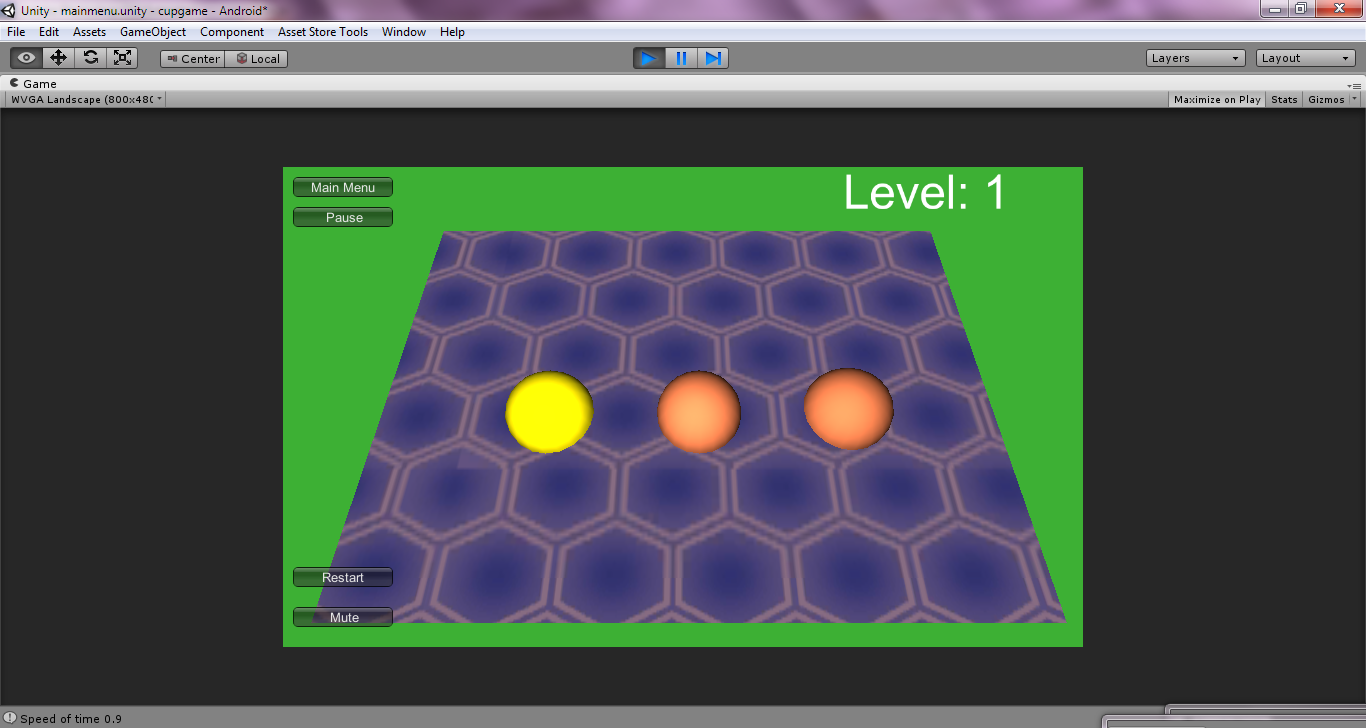 Unity - mainmenu.unity - cupgame - Android*
File Edit Assets GameObject Component Asset Store Tools Window Help
Center Local Layers Layout
Game
WVGA Landscape (800x480 Maximize on Play Stats Gizmos
Main Menu
Level: 1
Pause
Restart
Mute
Speed of time 0.9